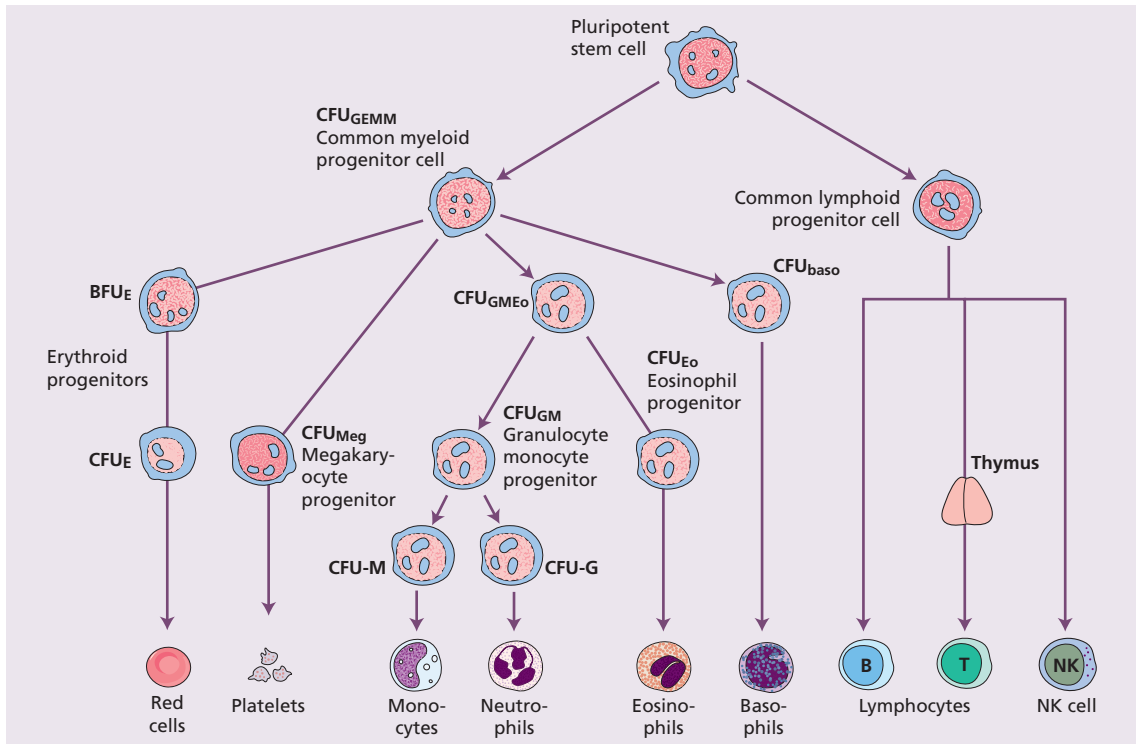 Pluripotent
stem cell
CFUGEMM
Common myeloid
progenitor cell
Common lymphoid
progenitor cell
BFUE
CFUGMEo
CFUbaso
Erythroid
progenitors
CFUEo
Eosinophil
progenitor
CFUGM
Granulocyte
monocyte
progenitor
CFUMeg
Megakary-
ocyte
progenitor
CFUE
Thymus
CFU-M
CFU-G
B
T
NK
Red
cells
Platelets
Mono-
cytes
Neutro-
phils
Eosino-
phils
Baso-
phils
Lymphocytes
NK cell